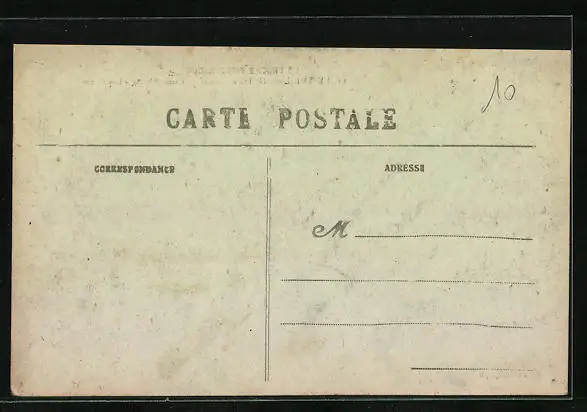 10
CARTE POSTALE
CORRESPONDANCE
ADRESSE
M